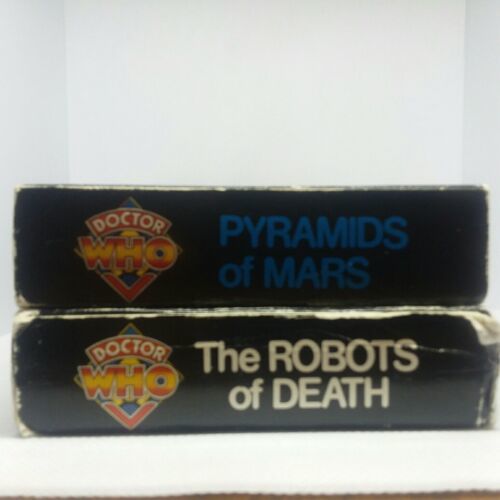 DOCTOR
WHO
PYRAMIDS
of MARS
DOCTOR
WHO
The ROBOTS
of DEATH